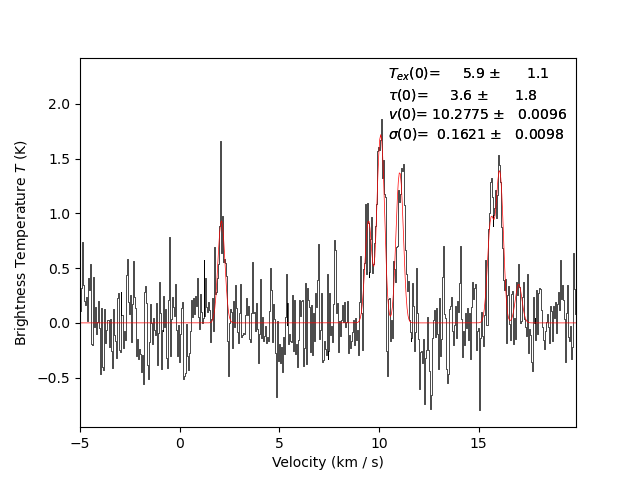 T_ex(0)= 5.9 ± 1.1
τ(0)= 3.6 ± 1.8
v(0)= 10.2775 ± 0.0096
σ(0)= 0.1621 ± 0.0098
2.0
1.5
1.0
0.5
0.0
−0.5
Brightness Temperature T (K)
−5 0 5 10 15
Velocity (km / s)